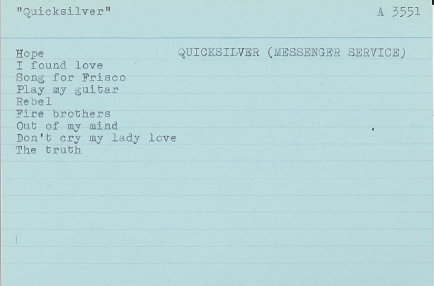 "Quicksilver" A 3551
Hope QUICKSILVER (MESSENGER SERVICE)
I found love
Song for Frisco
Play my guitar
Rebel
Fire brothers
Out of my mind
Don't cry my lady love
The truth